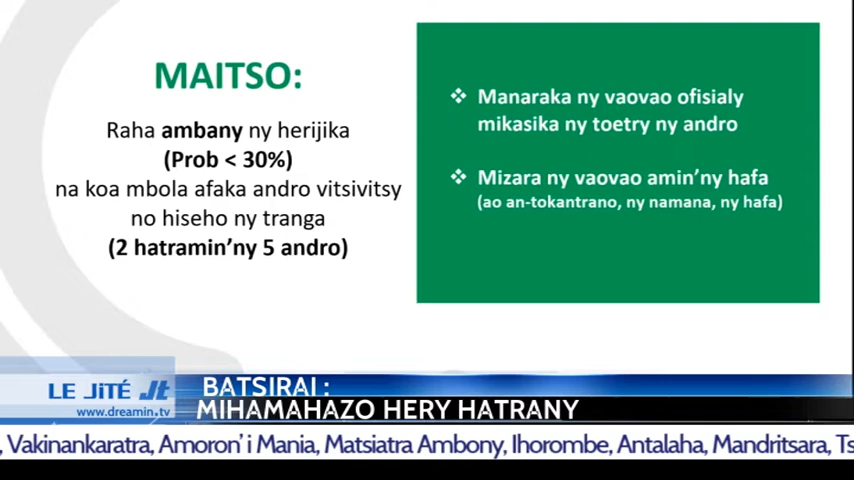 MAITSO:
Raha ambany ny herijika
(Prob < 30%)
na koa mbola afaka andro vitsivitsy
no hiseho ny tranga
(2 hatramin’ny 5 andro)
❖ Manaraka ny vaovao ofisialy
mikasika ny toetry ny andro
❖ Mizara ny vaovao amin’ny hafa
(ao an-tokantrano, ny namana, ny hafa)
LE JiTÉ Jt
www.dreamin.tv
BATSIRAI :
MIHAMAHAZO HERY HATRANY
, Vakinankaratra, Amoron’ i Mania, Matsiatra Ambony, Ihorombe, Antalaha, Mandritsara, Ts